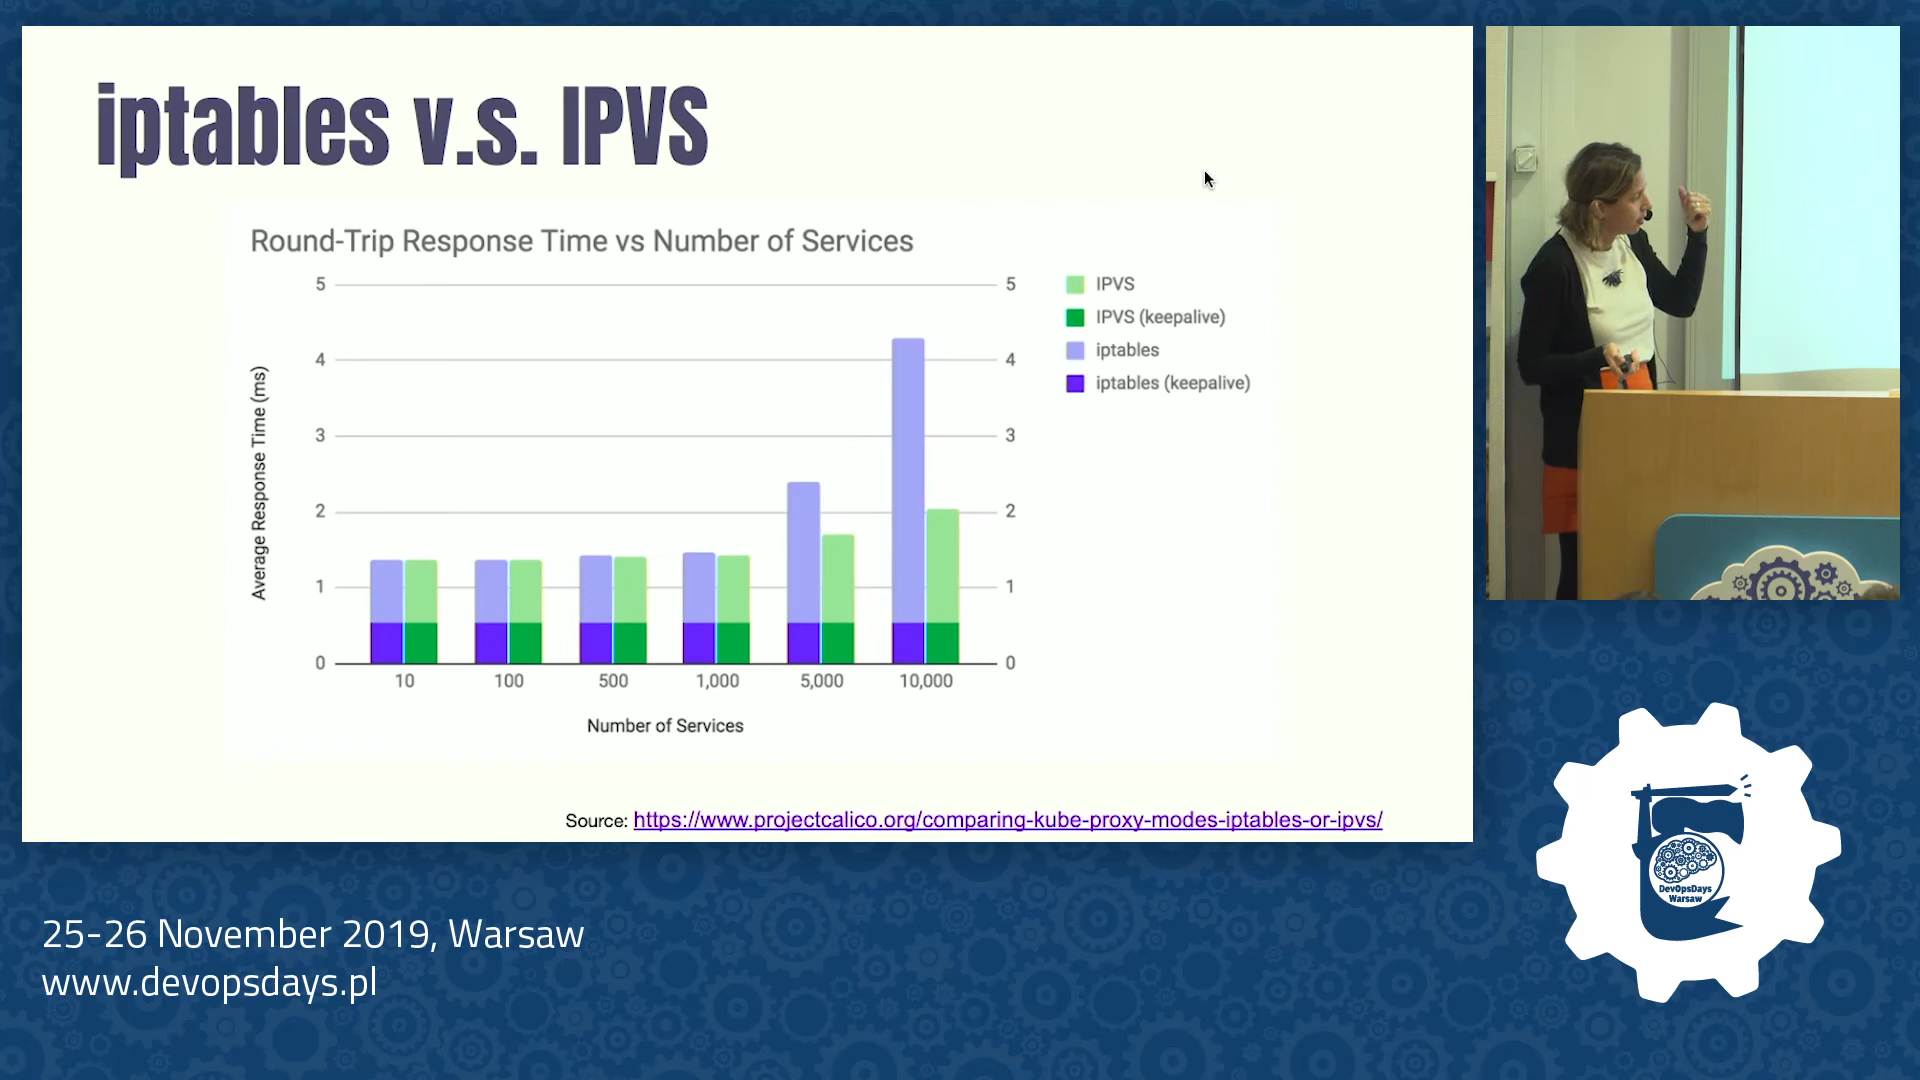 iptables v.s. IPVS
Round-Trip Response Time vs Number of Services
5
4
3
2
1
0
5
4
3
2
1
0
Average Response Time (ms)
10
100
500
1,000
5,000
10,000
Number of Services
IPVS
IPVS (keepalive)
iptables
iptables (keepalive)
Source: https://www.projectcalico.org/comparing-kube-proxy-modes-iptables-or-ipvs/
25-26 November 2019, Warsaw
www.devopsdays.pl
DevOpsDays
Warsaw